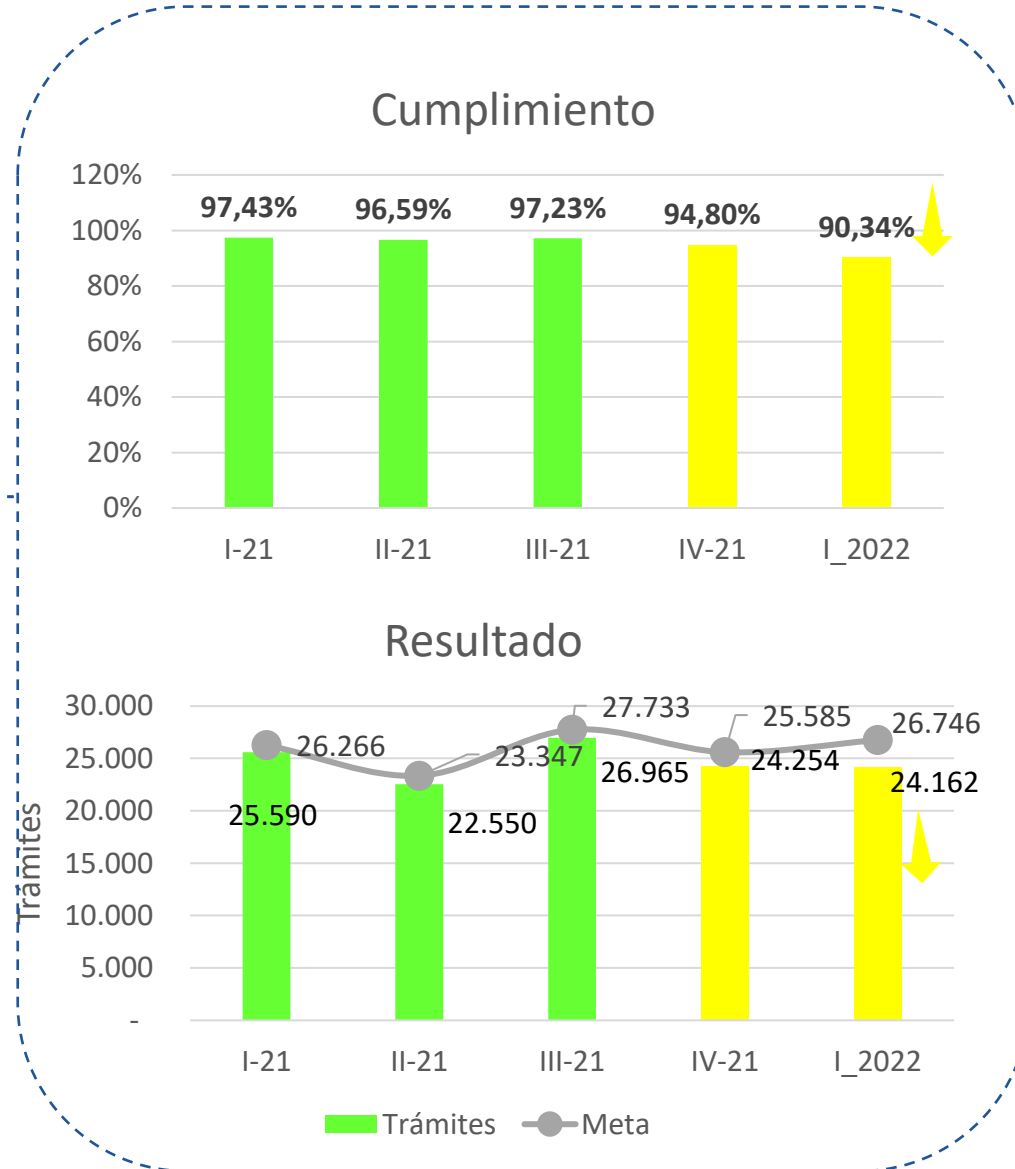 Cumplimiento
120%
100%
80%
60%
40%
20%
0%
97,43% 96,59% 97,23% 94,80% 90,34%
I-21 II-21 III-21 IV-21 I_2022
Resultado
Trámites
30.000
25.000
20.000
15.000
10.000
5.000
-
26.266 23.347 27.733 25.585 26.746
25.590 22.550 26.965 24.254 24.162
I-21 II-21 III-21 IV-21 I_2022
Trámites Meta